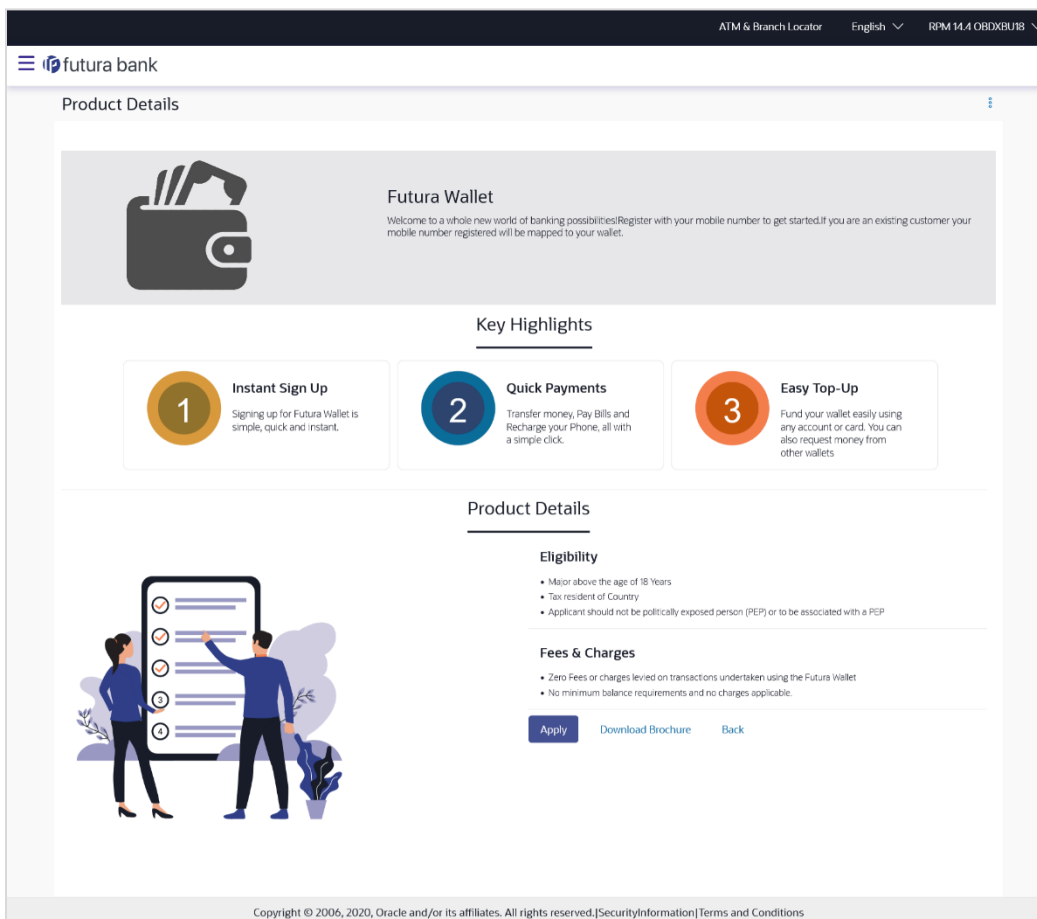 ATM & Branch Locator English RPM 14.4 OBDXBU18
futura bank
Product Details
Futura Wallet
Welcome to a whole new world of banking possibilities!Register with your mobile number to get started.If you are an existing customer your
mobile number registered will be mapped to your wallet.
Key Highlights
1
Instant Sign Up
Signing up for Futura Wallet is
simple, quick and instant.
2
Quick Payments
Transfer money, Pay Bills and
Recharge your Phone, all with
a simple click.
3
Easy Top-Up
Fund your wallet easily using
any account or card. You can
also request money from
other wallets
Product Details
3
4
Eligibility
• Major above the age of 18 Years
• Tax resident of Country
• Applicant should not be politically exposed person (PEP) or to be associated with a PEP
Fees & Charges
• Zero Fees or charges levied on transactions undertaken using the Futura Wallet
• No minimum balance requirements and no charges applicable.
Apply Download Brochure Back
Copyright © 2006, 2020, Oracle and/or its affiliates. All rights reserved.|SecurityInformation|Terms and Conditions